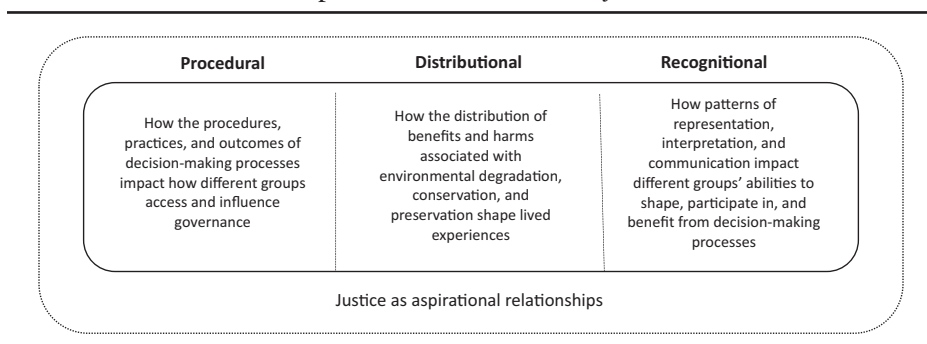 Procedural
Distributional
Recognitional
How the procedures,
practices, and outcomes of
decision-making processes
impact how different groups
access and influence
governance
How the distribution of
benefits and harms
associated with
environmental degradation,
conservation, and
preservation shape lived
experiences
How patterns of
representation,
interpretation, and
communication impact
different groups’ abilities to
shape, participate in, and
benefit from decision-making
processes
Justice as aspirational relationships